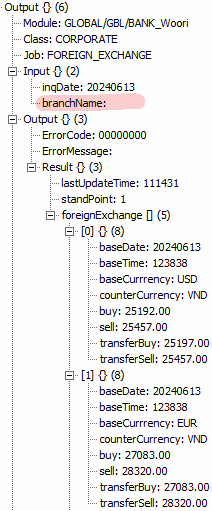 Output {} (6)
Module: GLOBAL/GBL/BANK_Woori
Class: CORPORATE
Job: FOREIGN_EXCHANGE
Input {} (2)
inqDate: 20240613
branchName:
Output {} (3)
ErrorCode: 00000000
ErrorMessage:
Result {} (3)
lastUpdateTime: 111431
standPoint: 1
foreignExchange [] (5)
[0] {} (8)
baseDate: 20240613
baseTime: 123838
baseCurrrency: USD
counterCurrency: VND
buy: 25192.00
sell: 25457.00
transferBuy: 25197.00
transferSell: 25457.00
[1] {} (8)
baseDate: 20240613
baseTime: 123838
baseCurrrency: EUR
counterCurrency: VND
buy: 27083.00
sell: 28320.00
transferBuy: 27083.00
transferSell: 28320.00